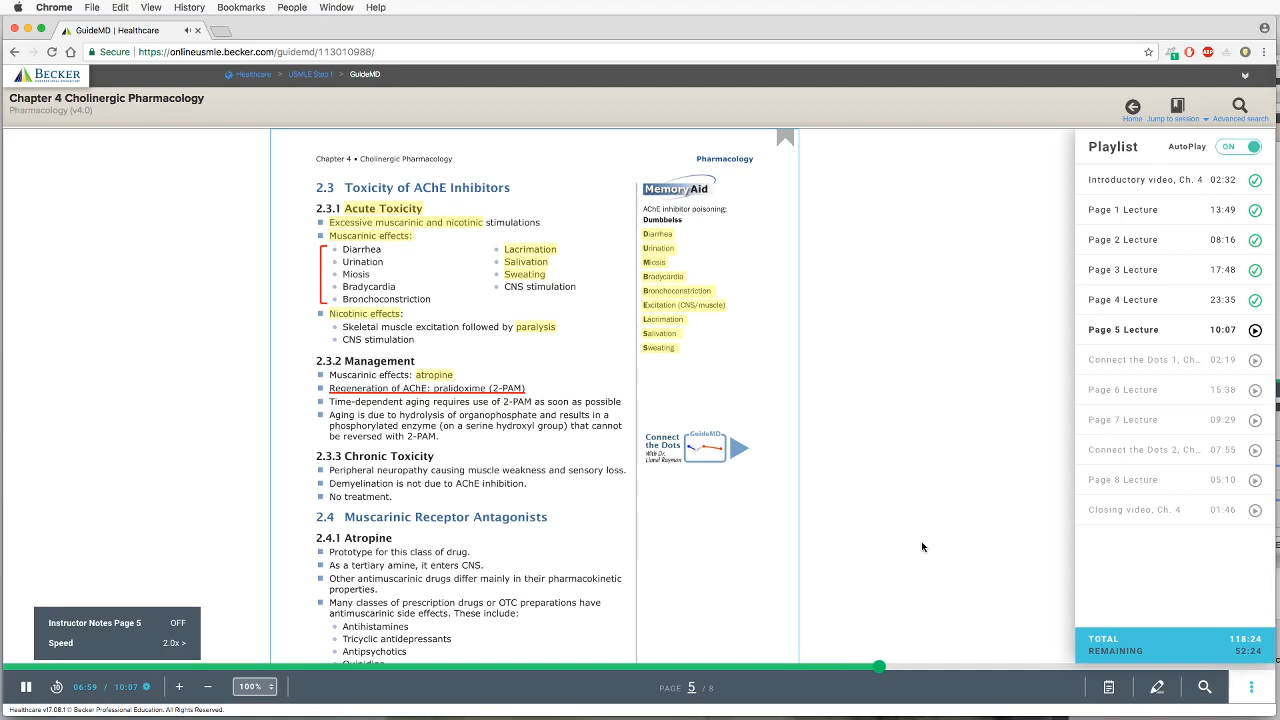 Chrome File Edit View History Bookmarks People Window Help
GuideMD | Healthcare
Secure https://onlineusmle.becker.com/guidemd/113010988/
BECKER
PROFESSIONAL EDUCATION
Healthcare > USMLE Step 1 > GuideMD
Chapter 4 Cholinergic Pharmacology
Pharmacology (v4.0)
Home Jump to session Advanced search
Chapter 4 • Cholinergic Pharmacology
Pharmacology
2.3 Toxicity of AChE Inhibitors
2.3.1 Acute Toxicity
Excessive muscarinic and nicotinic stimulations
Muscarinic effects:
Diarrhea
Urination
Miosis
Bradycardia
Bronchoconstriction
Lacrimation
Salivation
Sweating
CNS stimulation
Nicotinic effects:
Skeletal muscle excitation followed by paralysis
CNS stimulation
2.3.2 Management
Muscarinic effects: atropine
Regeneration of AChE: pralidoxime (2-PAM)
Time-dependent aging requires use of 2-PAM as soon as possible
Aging is due to hydrolysis of organophosphate and results in a
phosphorylated enzyme (on a serine hydroxyl group) that cannot
be reversed with 2-PAM.
2.3.3 Chronic Toxicity
Peripheral neuropathy causing muscle weakness and sensory loss.
Demyelination is not due to AChE inhibition.
No treatment.
2.4 Muscarinic Receptor Antagonists
2.4.1 Atropine
Prototype for this class of drug.
As a tertiary amine, it enters CNS.
Other antimuscarinic drugs differ mainly in their pharmacokinetic
properties.
Many classes of prescription drugs or OTC preparations have
antimuscarinic side effects. These include:
Antihistamines
Tricyclic antidepressants
Antipsychotics
Quinidine
Memory Aid
AChE inhibitor poisoning:
Dumbbelss
Diarrhea
Urination
Miosis
Bradycardia
Bronchoconstriction
Excitation (CNS/muscle)
Lacrimation
Salivation
Sweating
Connect
the Dots
With Dr.
Lionel Raymon
GuideMD
Playlist AutoPlay ON
Introductory video, Ch. 4 02:32
Page 1 Lecture 13:49
Page 2 Lecture 08:16
Page 3 Lecture 17:48
Page 4 Lecture 23:35
Page 5 Lecture 10:07
Connect the Dots 1, Ch... 02:19
Page 6 Lecture 15:38
Page 7 Lecture 09:29
Connect the Dots 2, Ch... 07:55
Page 8 Lecture 05:10
Closing video, Ch. 4 01:46
TOTAL 118:24
REMAINING 52:24
Instructor Notes Page 5 OFF
Speed 2.0x >
10 06:59 / 10:07 + − 100% PAGE 5 / 8
Healthcare v17.08.1 © Becker Professional Education. All Rights Reserved.